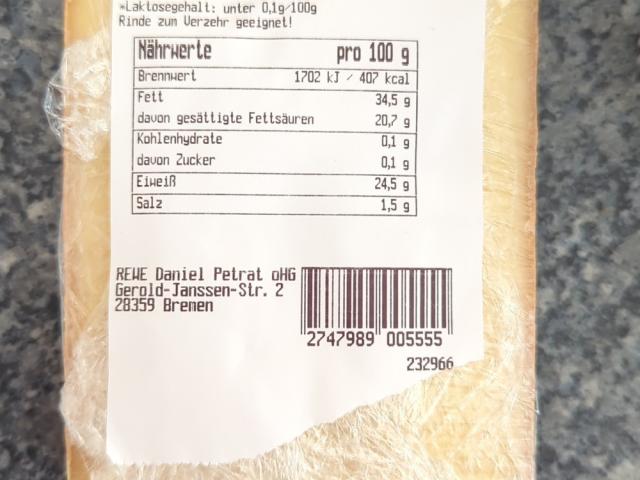 *Laktosegehalt: unter 0,1g/100g
Rinde zum Verzehr geeignet!
Nährwerte pro 100 g
Brennwert 1702 kJ / 407 kcal
Fett 34,5 g
davon gesättigte Fettsäuren 20,7 g
Kohlenhydrate 0,1 g
davon Zucker 0,1 g
Eiweiß 24,5 g
Salz 1,5 g
REWE Daniel Petrat oHG
Gerold-Janssen-Str. 2
28359 Bremen
2747989 005555
232966